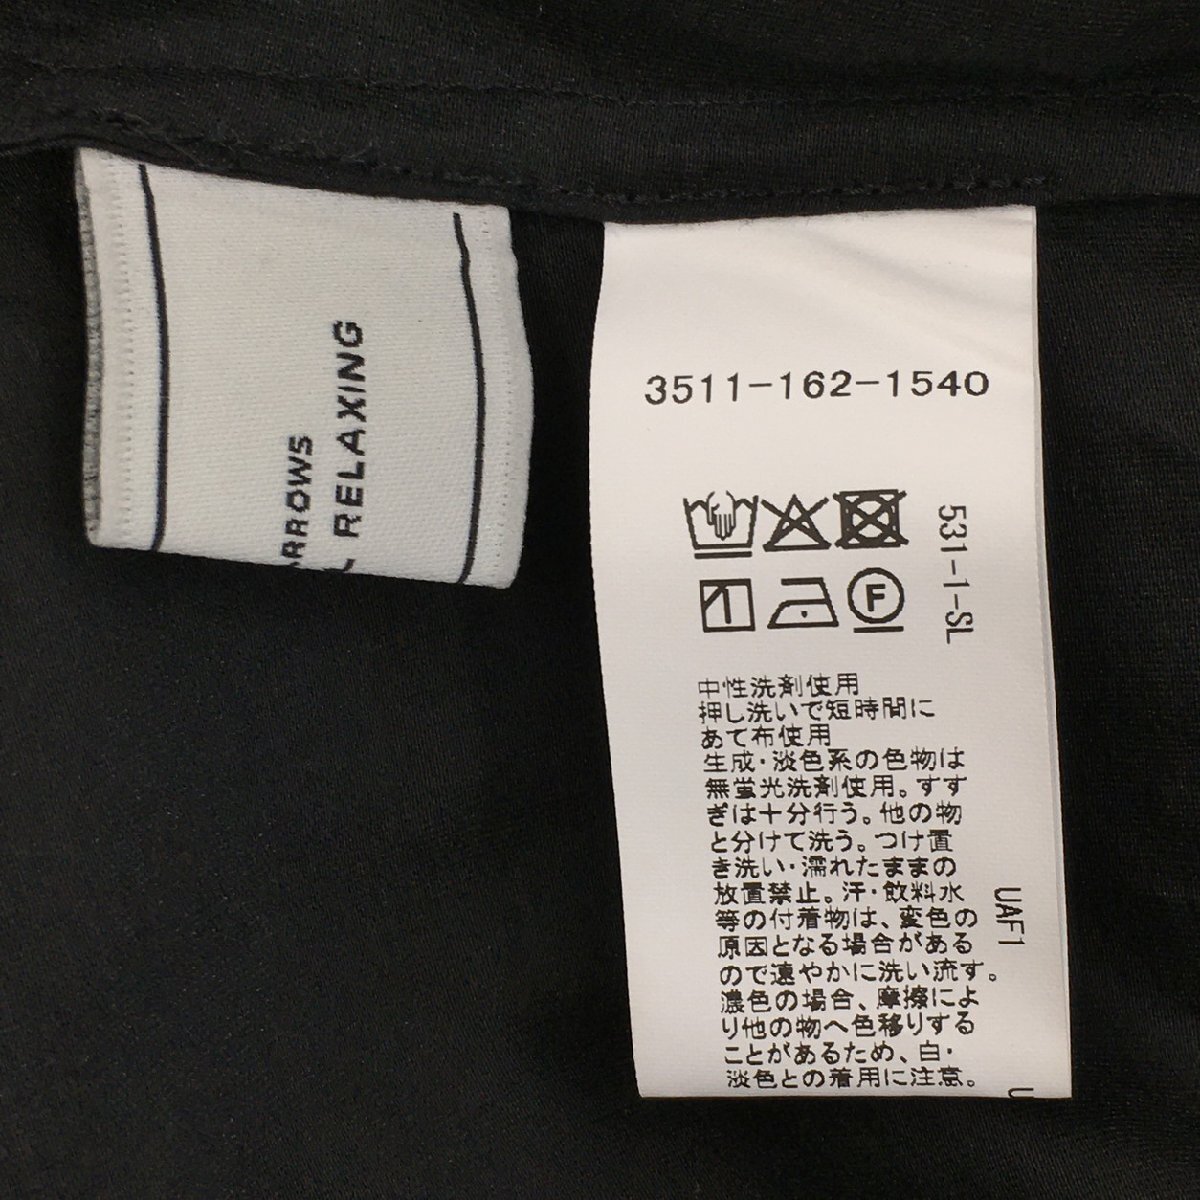 ARROWS
RELAXING
3511-162-1540
531-1-SL
F
中性洗剤使用
押し洗いで短時間に
あて布使用
生成・淡色系の色物は
無蛍光洗剤使用。すす
ぎは十分行う。他の物
と分けて洗う。つけ置
き洗い・濡れたままの
放置禁止。汗・飲料水
等の付着物は、変色の
原因となる場合がある
ので速やかに洗い流す。
濃色の場合、摩擦によ
り他の物へ色移りする
ことがあるため、白・
淡色との着用に注意。
UAF1